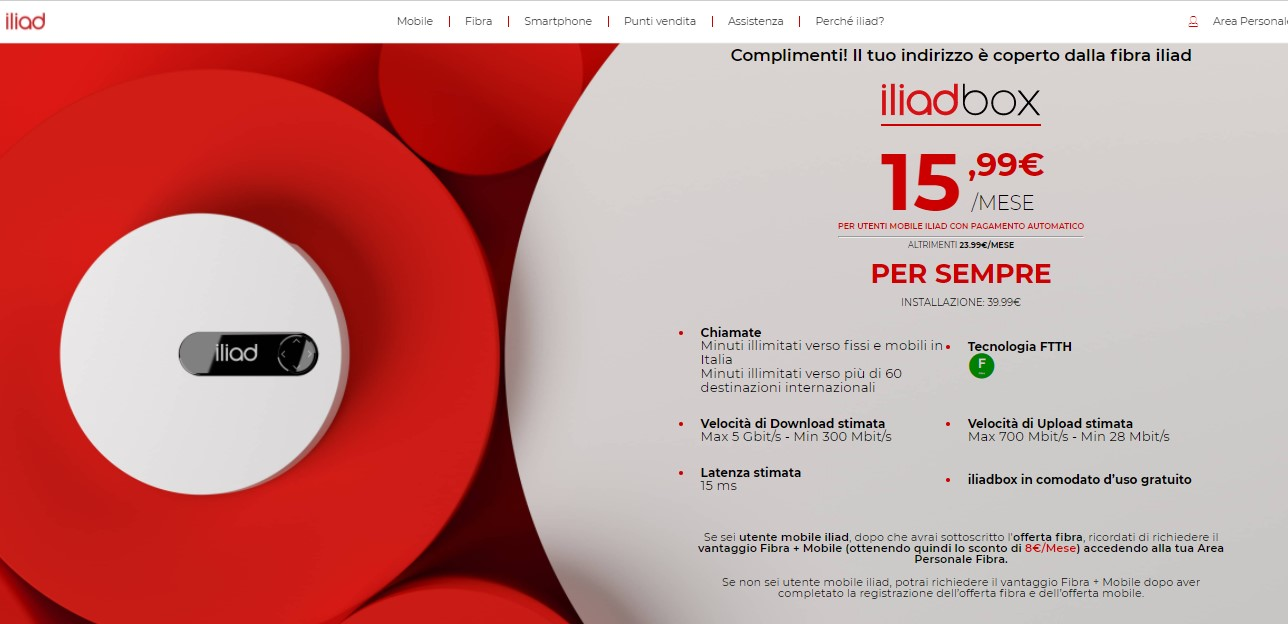 iliad
Mobile | Fibra | Smartphone | Punti vendita | Assistenza | Perché iliad?
Area Personale
Complimenti! Il tuo indirizzo è coperto dalla fibra iliad
iliadbox
15,99€
/MESE
PER UTENTI MOBILE ILIAD CON PAGAMENTO AUTOMATICO
ALTRIMENTI 23.99€/MESE
PER SEMPRE
INSTALLAZIONE: 39.99€
iliad
Chiamate
Minuti illimitati verso fissi e mobili in
Italia
Minuti illimitati verso più di 60
destinazioni internazionali
Tecnologia FTTH
F
Velocità di Download stimata
Max 5 Gbit/s - Min 300 Mbit/s
Velocità di Upload stimata
Max 700 Mbit/s - Min 28 Mbit/s
Latenza stimata
15 ms
iliadbox in comodato d’uso gratuito
Se sei utente mobile iliad, dopo che avrai sottoscritto l'offerta fibra, ricordati di richiedere il
vantaggio Fibra + Mobile (ottenendo quindi lo sconto di 8€/Mese) accedendo alla tua Area
Personale Fibra.
Se non sei utente mobile iliad, potrai richiedere il vantaggio Fibra + Mobile dopo aver
completato la registrazione dell’offerta fibra e dell’offerta mobile.